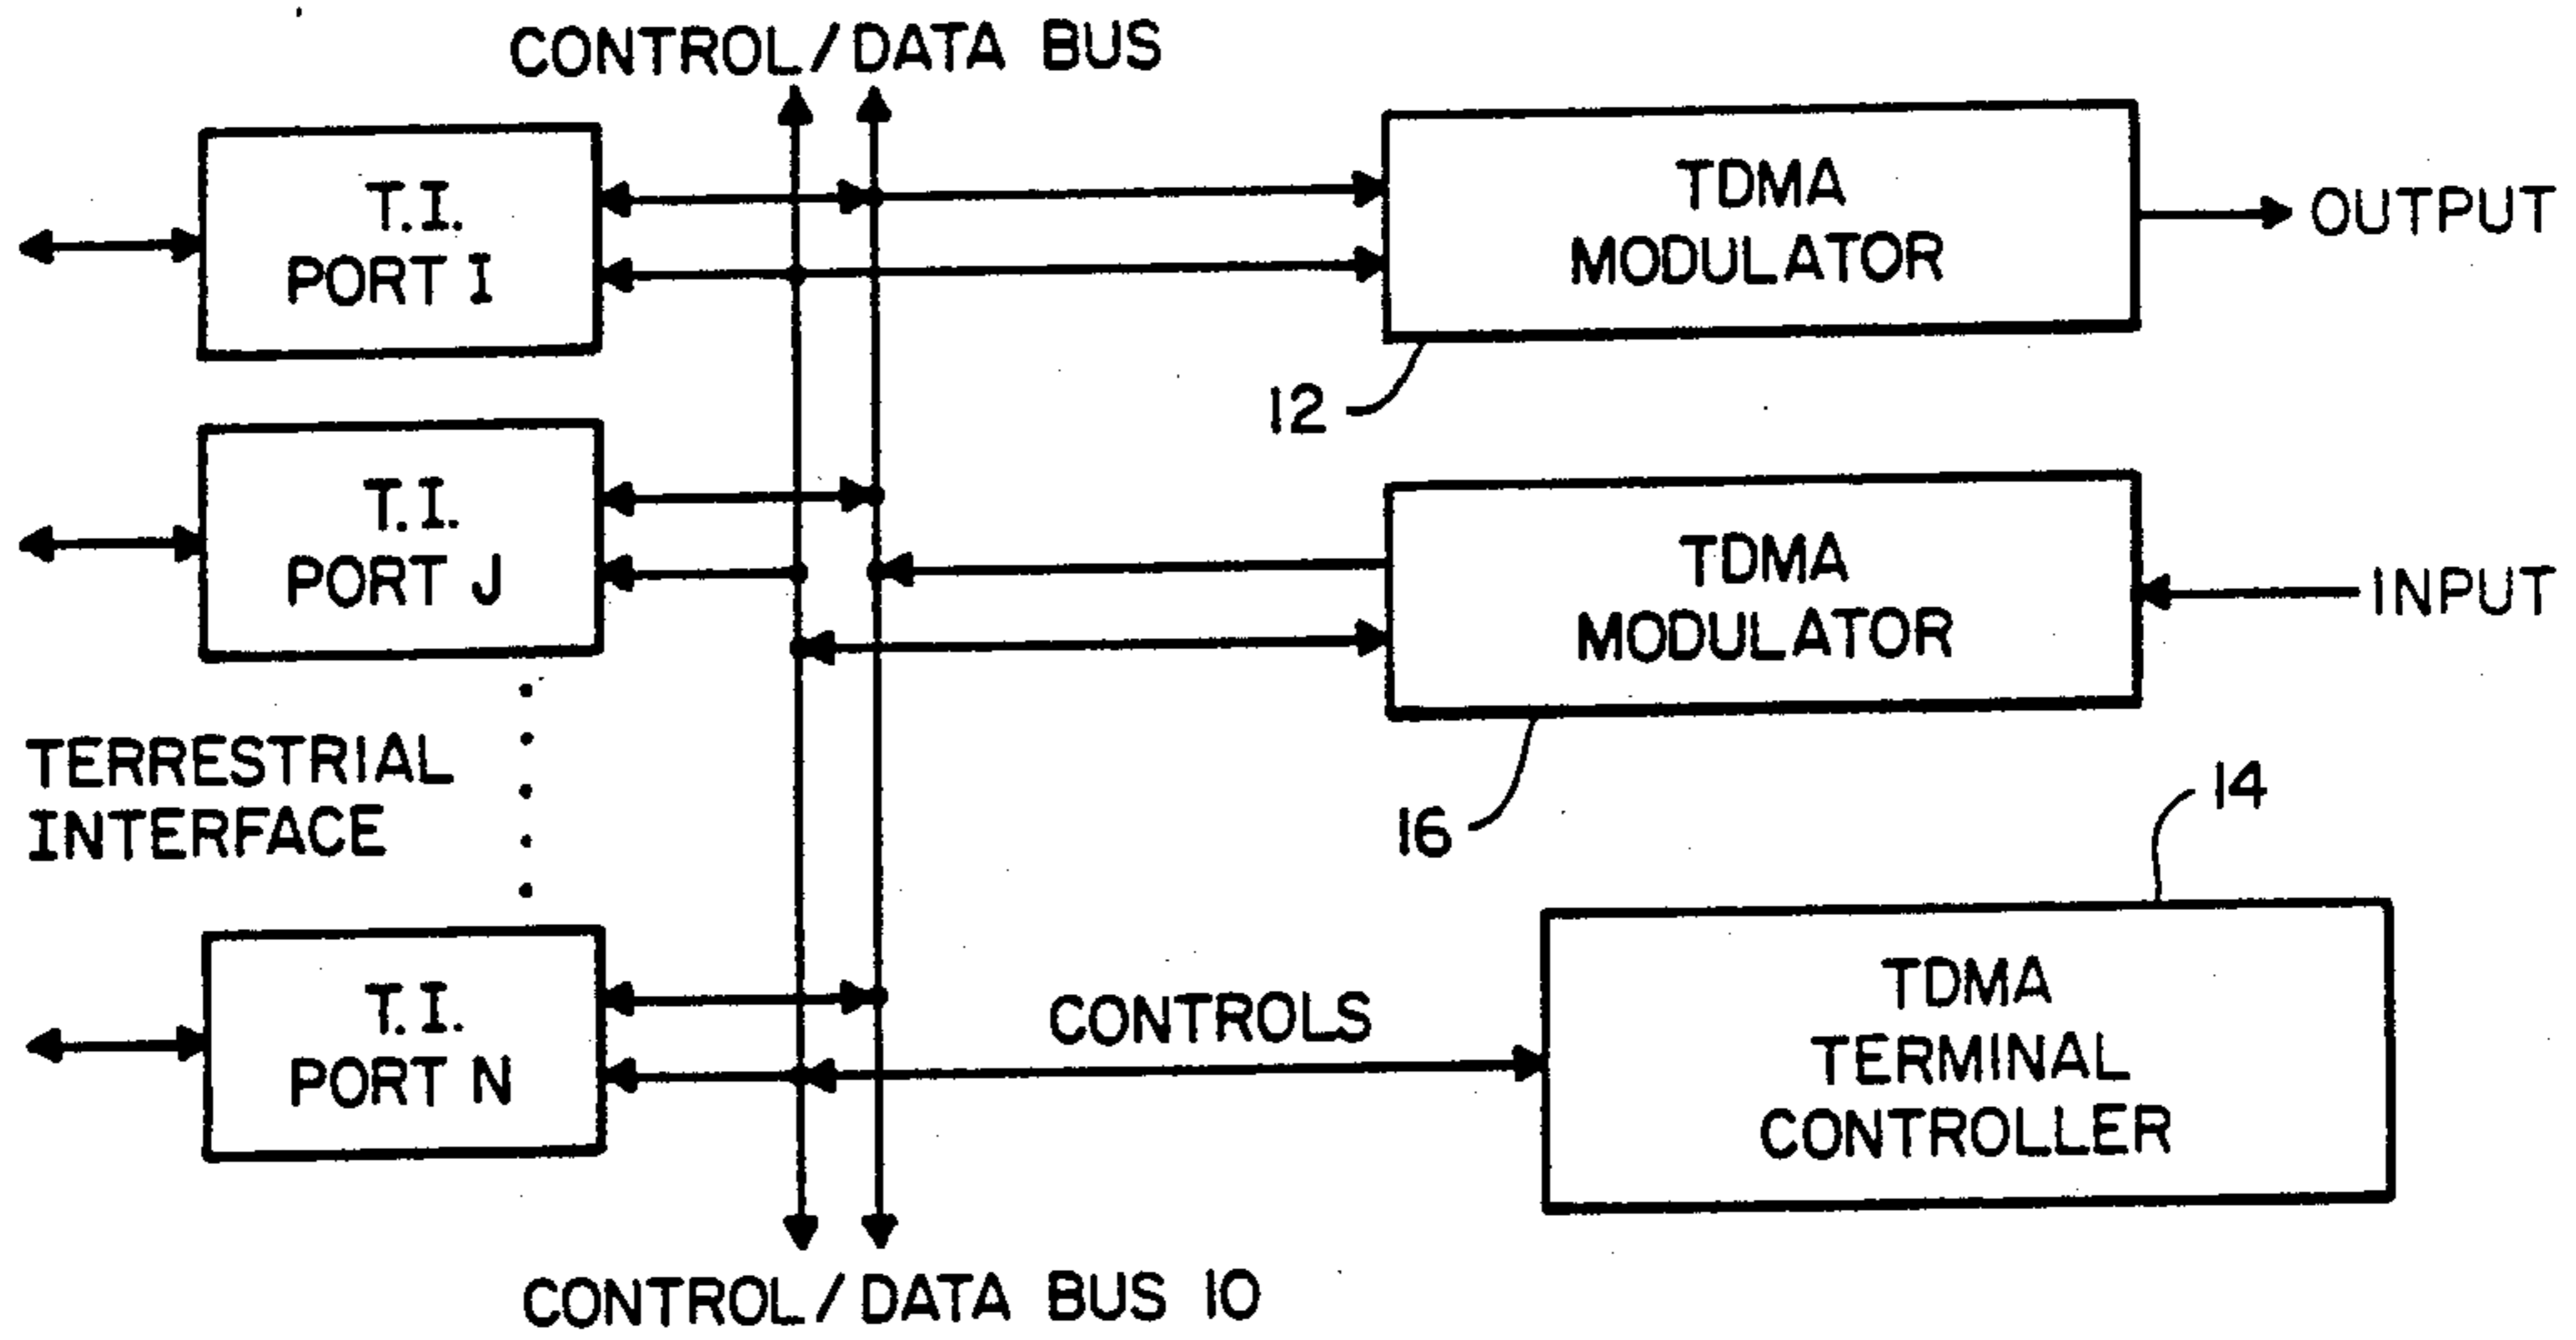 CONTROL/DATA BUS
T.I.
PORT I
TDMA
MODULATOR
OUTPUT
12
T.I.
PORT J
TDMA
MODULATOR
INPUT
16
TERRESTRIAL
INTERFACE
14
T.I.
PORT N
CONTROLS
TDMA
TERMINAL
CONTROLLER
CONTROL/DATA BUS 10